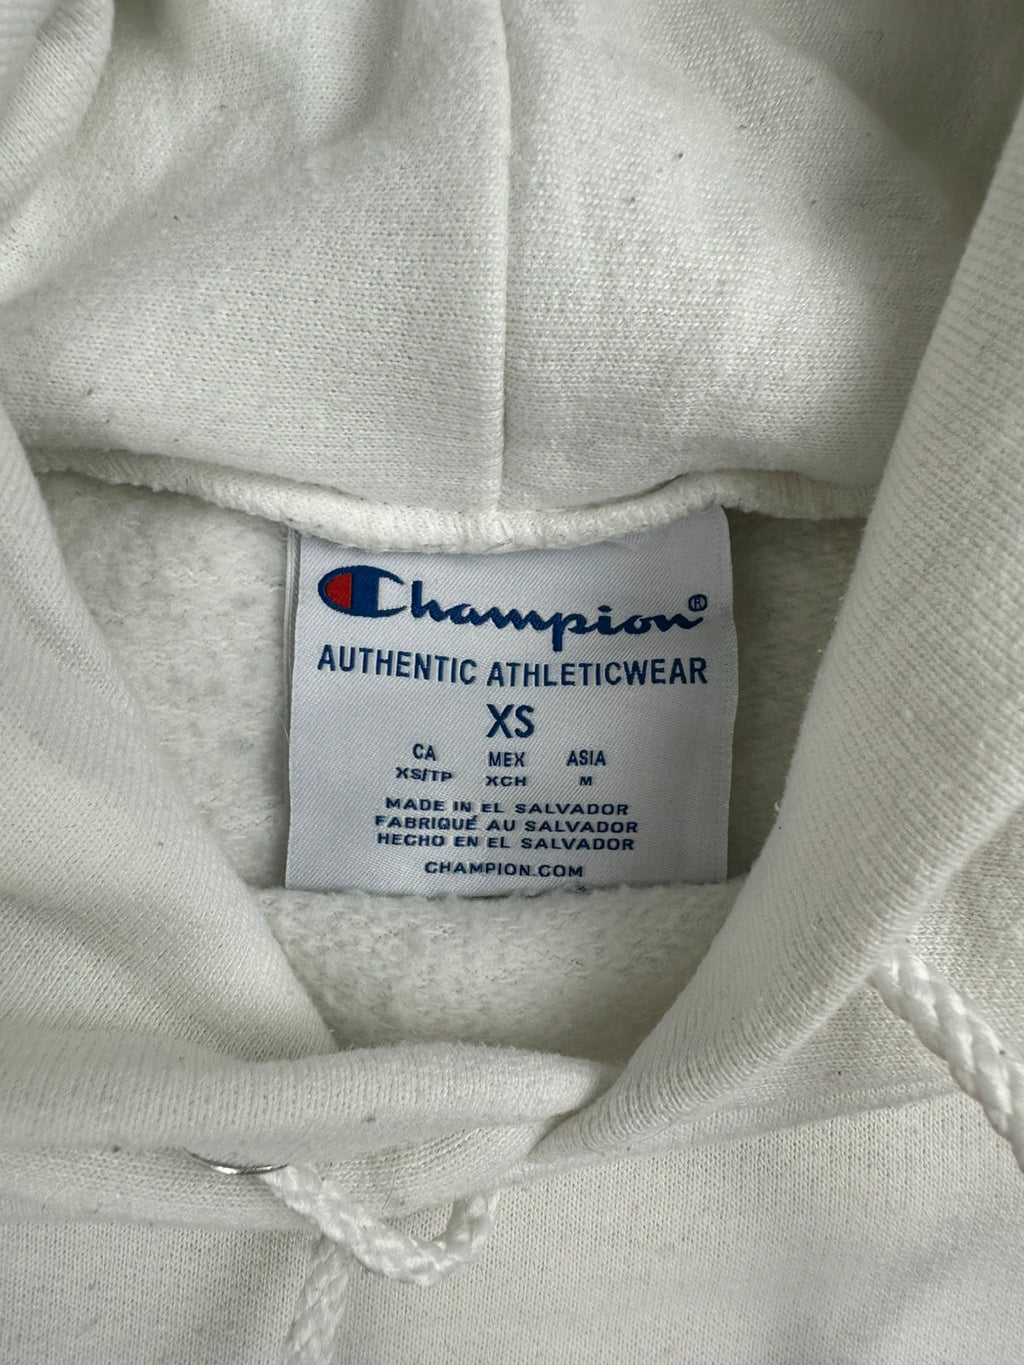 Champion®
AUTHENTIC ATHLETICWEAR
XS
CA MEX ASIA
XS/TP XCH M
MADE IN EL SALVADOR
FABRIQUÉ AU SALVADOR
HECHO EN EL SALVADOR
CHAMPION.COM